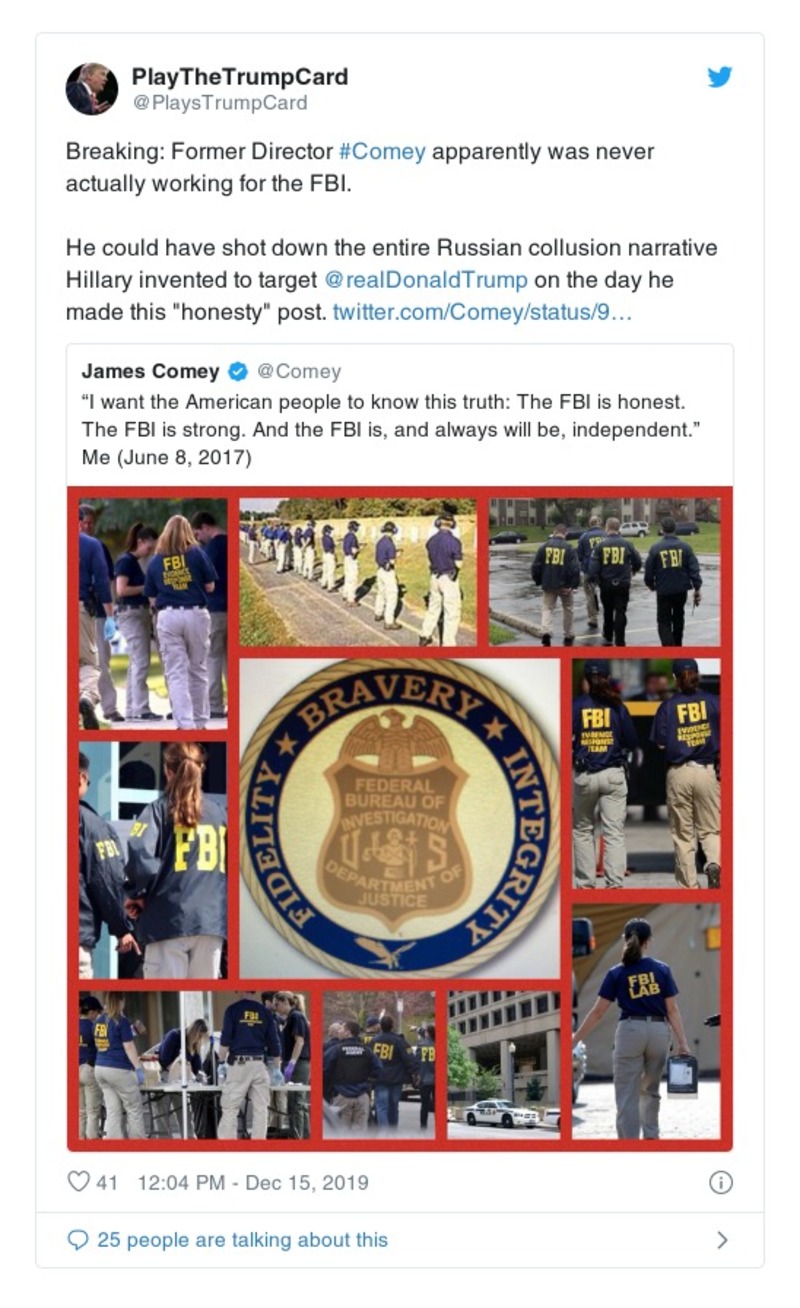 PlayTheTrumpCard
@PlaysTrumpCard
Breaking: Former Director #Comey apparently was never
actually working for the FBI.
He could have shot down the entire Russian collusion narrative
Hillary invented to target @realDonaldTrump on the day he
made this "honesty" post. twitter.com/Comey/status/9…
James Comey @Comey
“I want the American people to know this truth: The FBI is honest.
The FBI is strong. And the FBI is, and always will be, independent.”
Me (June 8, 2017)
FBI
EVIDENCE
RESPONSE
TEAM
FBI
FBI
FBI
BRAVERY
FIDELITY
INTEGRITY
FEDERAL
BUREAU OF
INVESTIGATION
U S
DEPARTMENT OF
JUSTICE
FBI
EVIDENCE
RESPONSE
TEAM
FBI
EVIDENCE
RESPONSE
TEAM
FBI
BI
FBI
FBI
LAB
FBI
FBI
FEDERAL
AGENT
FBI
FB
41 12:04 PM - Dec 15, 2019
25 people are talking about this